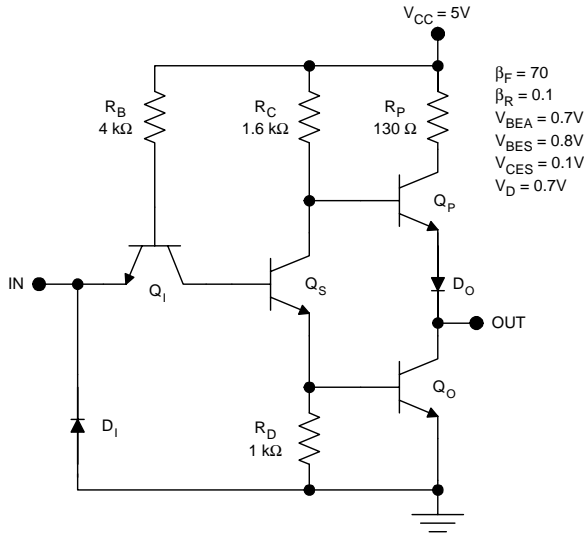 V_CC = 5V
β_F = 70
β_R = 0.1
V_BEA = 0.7V
V_BES = 0.8V
V_CES = 0.1V
V_D = 0.7V
R_B
4 kΩ
R_C
1.6 kΩ
R_P
130 Ω
Q_P
IN
Q_I
Q_S
D_O
OUT
Q_O
D_I
R_D
1 kΩ